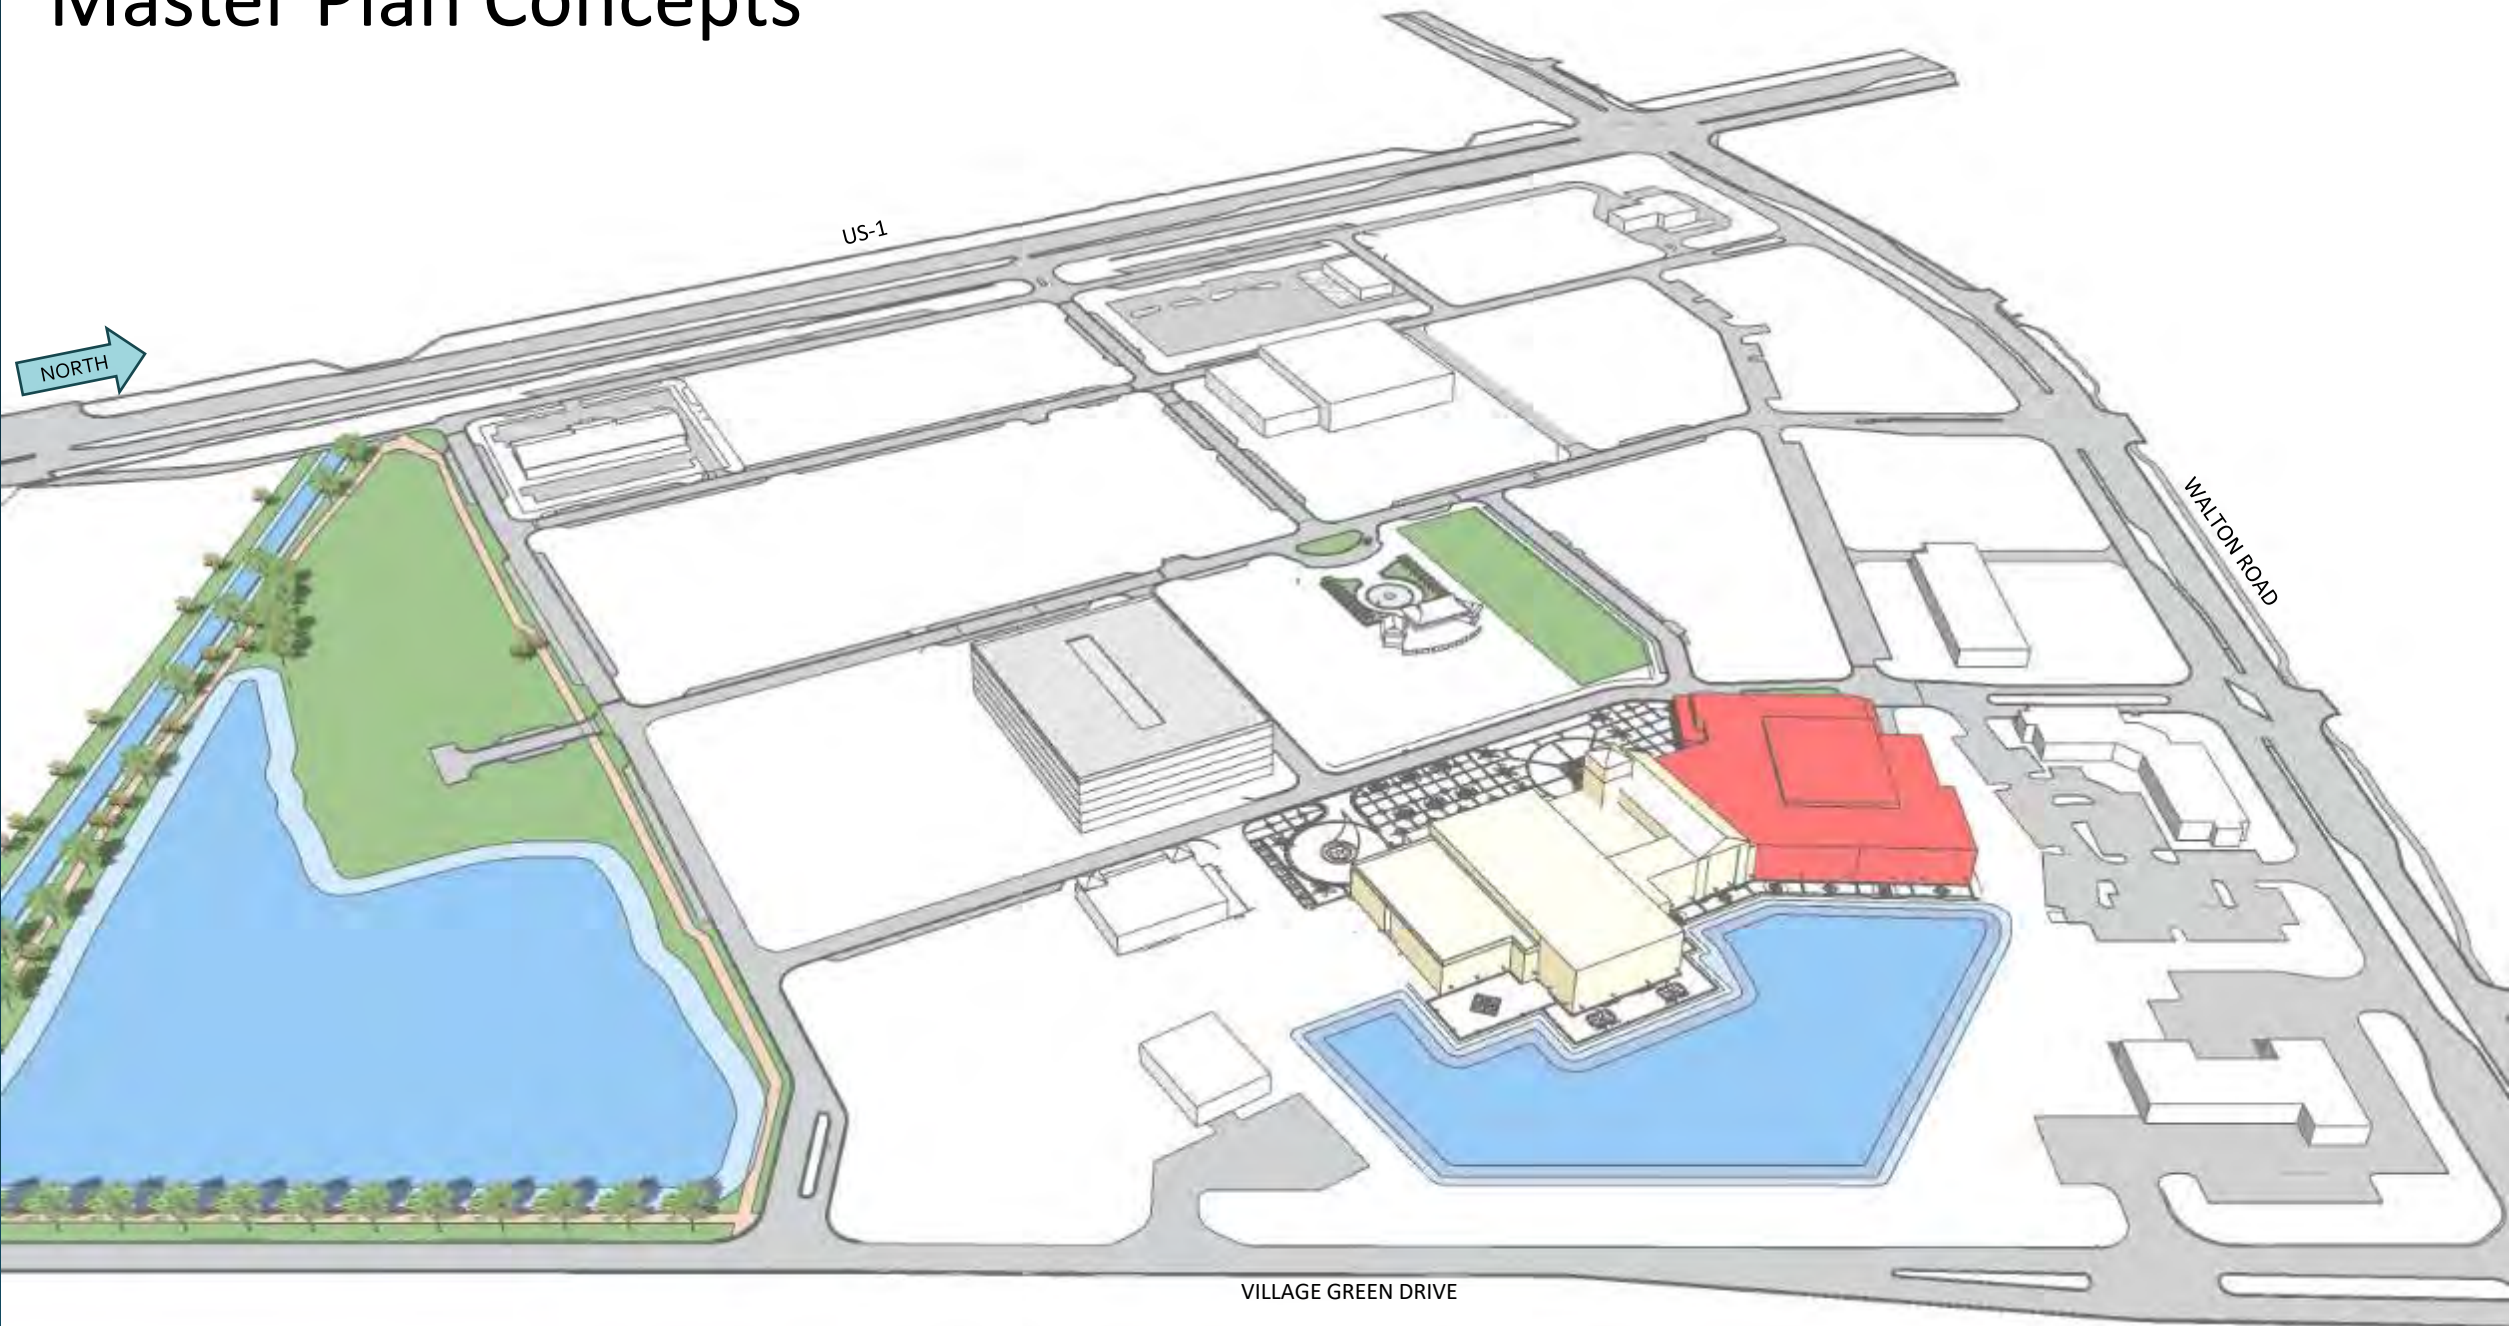 Master Plan Concepts
US-1
NORTH
WALTON ROAD
VILLAGE GREEN DRIVE